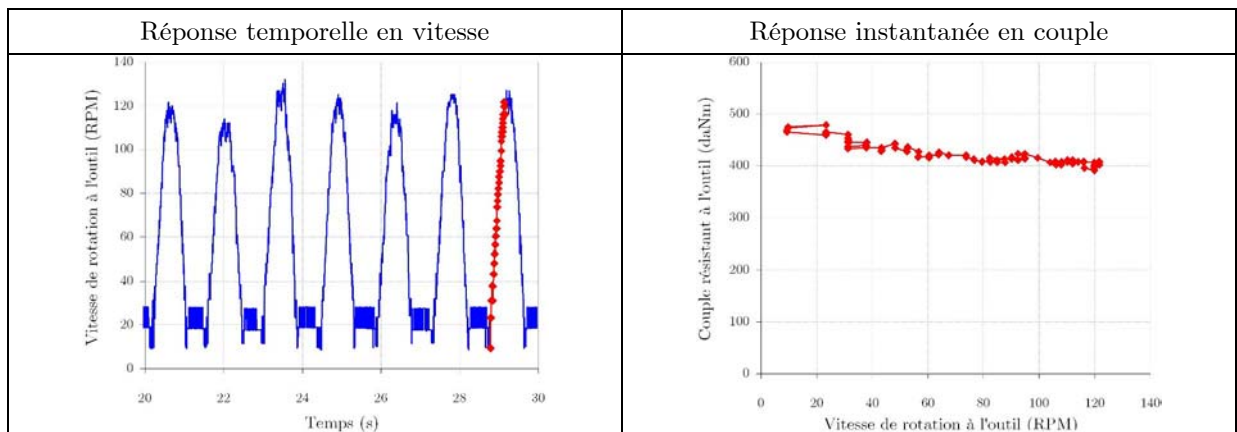 Réponse temporelle en vitesse
Réponse instantanée en couple
140
120
100
80
60
40
20
0
Vitesse de rotation à l'outil (RPM)
20 22 24 26 28 30
Temps (s)
600
500
400
300
200
100
0
Couple résistant à l'outil (daNm)
0 20 40 60 80 100 120 140
Vitesse de rotation à l'outil (RPM)